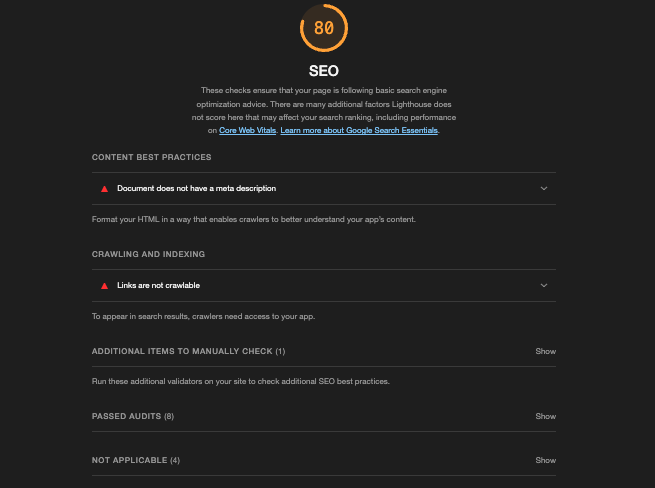 80
SEO
These checks ensure that your page is following basic search engine
optimization advice. There are many additional factors Lighthouse does
not score here that may affect your search ranking, including performance
on Core Web Vitals. Learn more about Google Search Essentials.
CONTENT BEST PRACTICES
Document does not have a meta description
Format your HTML in a way that enables crawlers to better understand your app's content.
CRAWLING AND INDEXING
Links are not crawlable
To appear in search results, crawlers need access to your app.
ADDITIONAL ITEMS TO MANUALLY CHECK (1) Show
Run these additional validators on your site to check additional SEO best practices.
PASSED AUDITS (8) Show
NOT APPLICABLE (4) Show